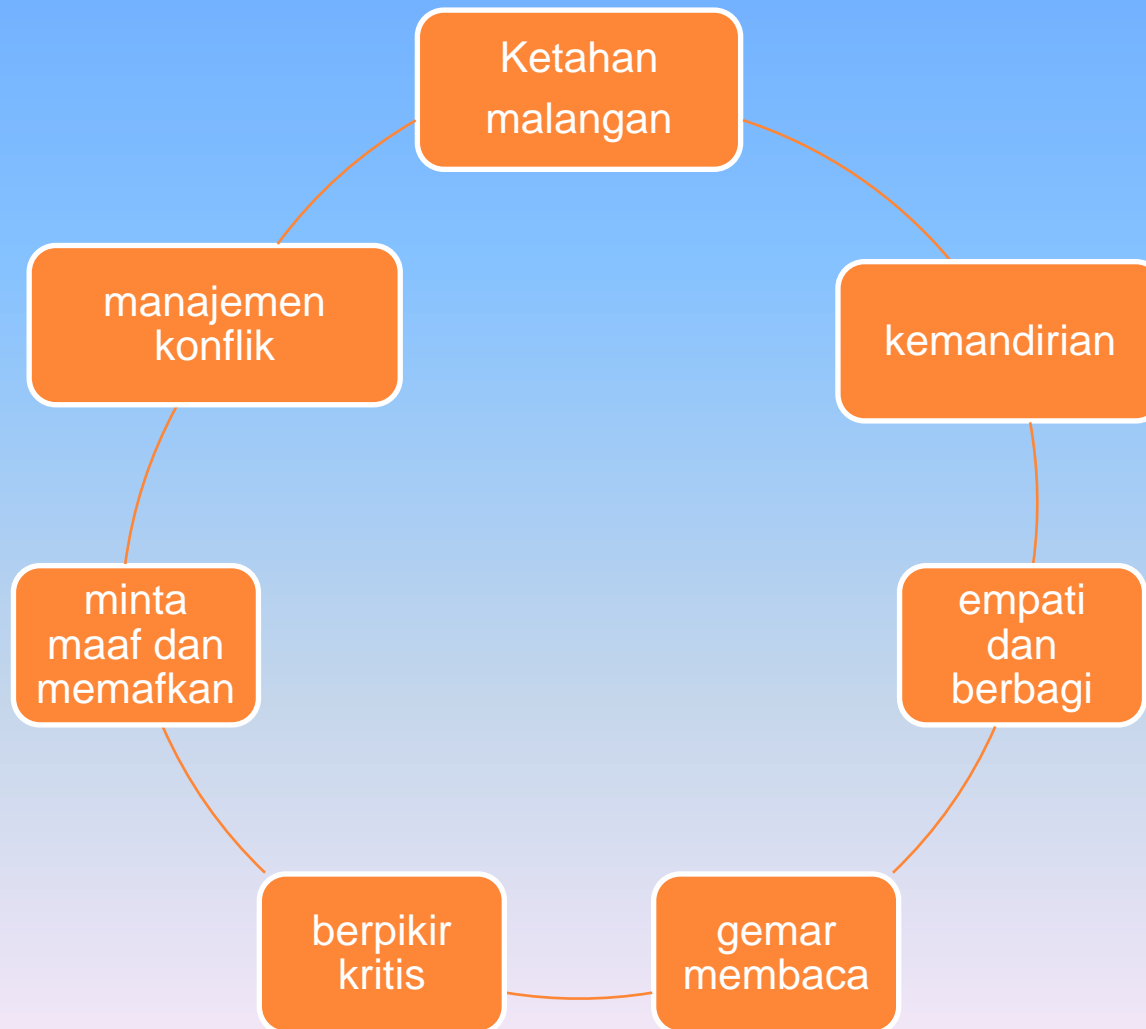 Ketahan
malangan
kemandirian
empati
dan
berbagi
gemar
membaca
berpikir
kritis
minta
maaf dan
memafkan
manajemen
konflik